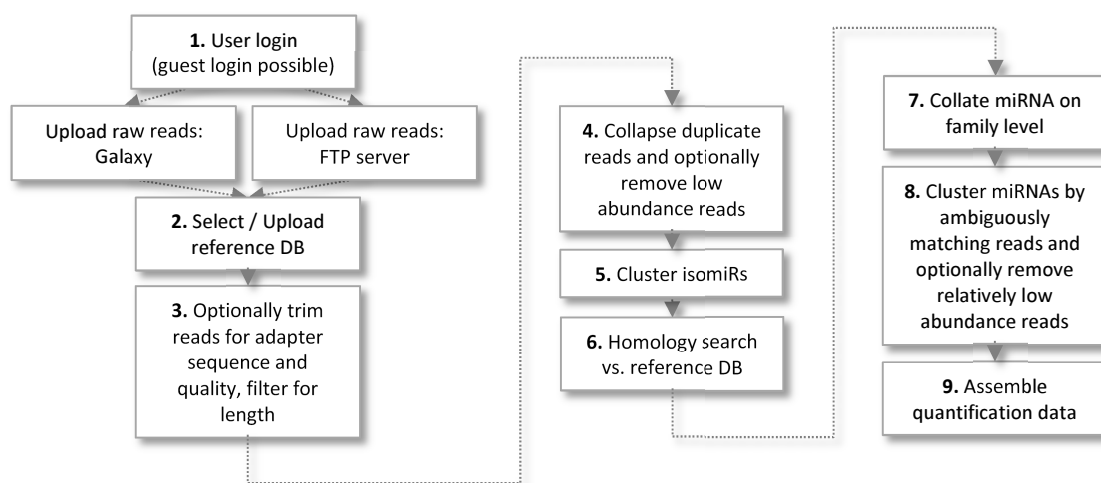 1. User login
(guest login possible)
Upload raw reads:
Galaxy
Upload raw reads:
FTP server
2. Select / Upload
reference DB
3. Optionally trim
reads for adapter
sequence and
quality, filter for
length
4. Collapse duplicate
reads and optionally
remove low
abundance reads
5. Cluster isomiRs
6. Homology search
vs. reference DB
7. Collate miRNA on
family level
8. Cluster miRNAs by
ambiguously
matching reads and
optionally remove
relatively low
abundance reads
9. Assemble
quantification data